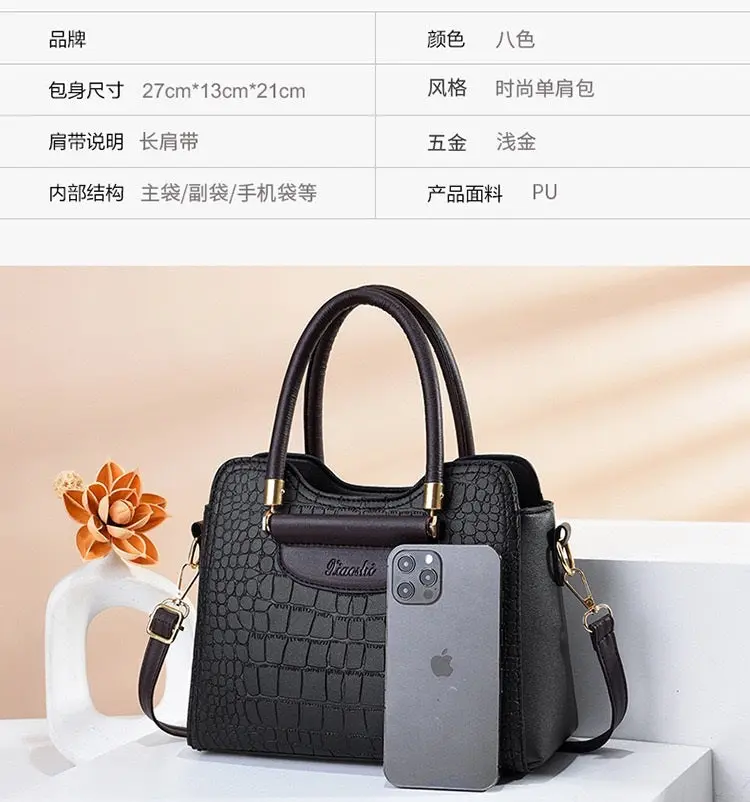 品牌
颜色 八色
包身尺寸 27cm*13cm*21cm
风格 时尚单肩包
肩带说明 长肩带
五金 浅金
内部结构 主袋/副袋/手机袋等
产品面料 PU